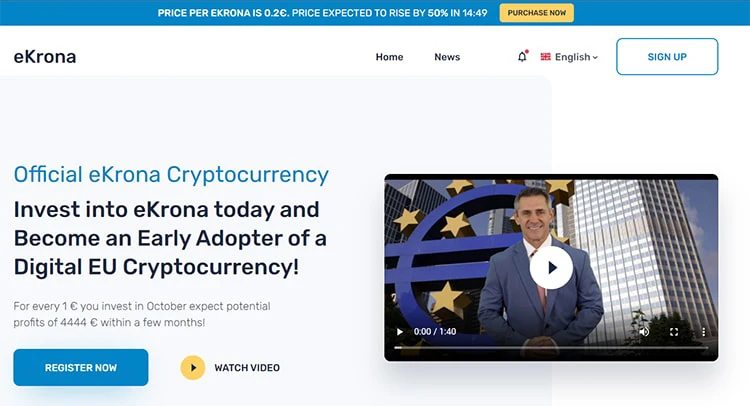 PRICE PER EKRONA IS 0.2€. PRICE EXPECTED TO RISE BY 50% IN 14:49 PURCHASE NOW
eKrona Home News English SIGN UP
Official eKrona Cryptocurrency
Invest into eKrona today and
Become an Early Adopter of a
Digital EU Cryptocurrency!
For every 1 € you invest in October expect potential
profits of 4444 € within a few months!
0:00 / 1:40
REGISTER NOW WATCH VIDEO